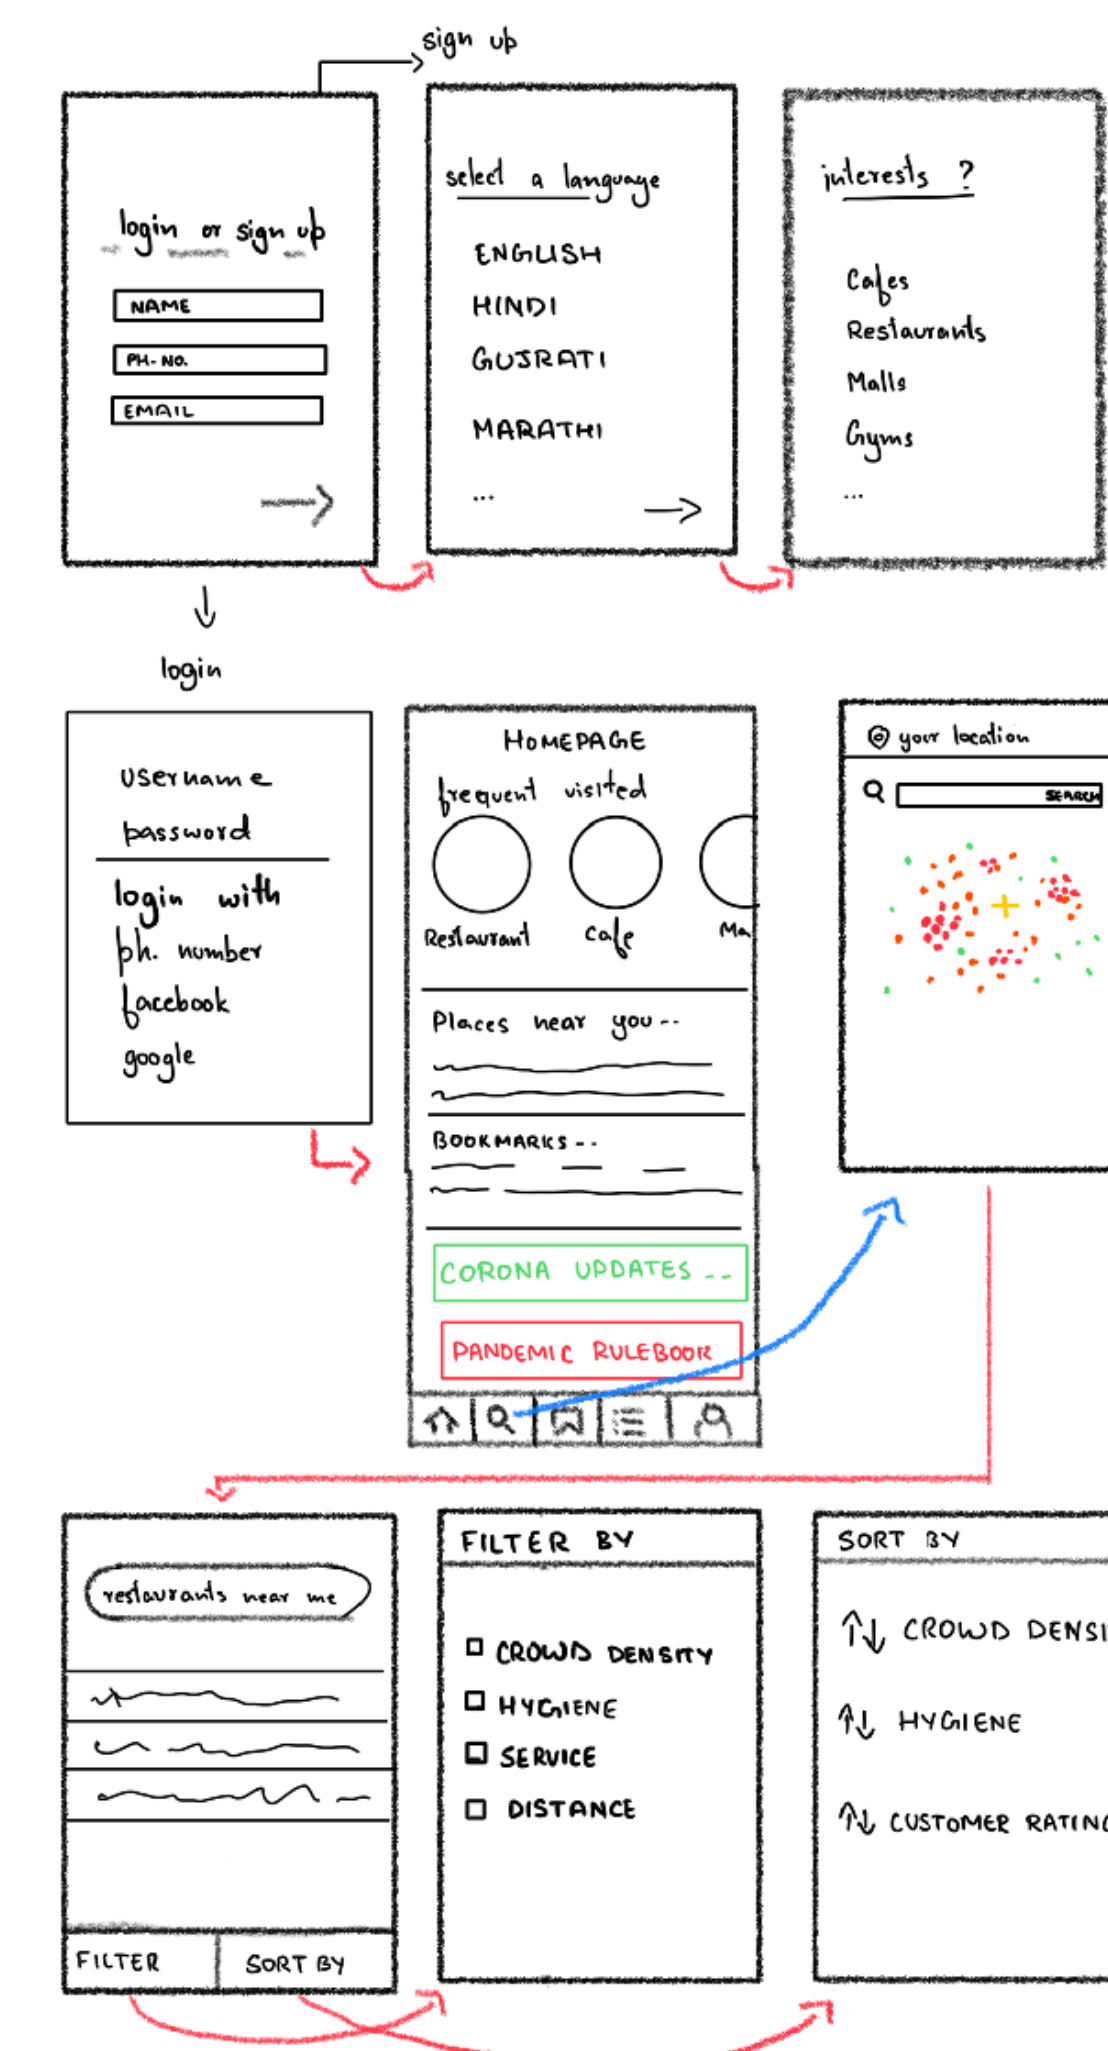 sign up
login or sign up
NAME
PH-NO.
EMAIL
select a language
ENGLISH
HINDI
GUJRATI
MARATHI
...
interests ?
Cafes
Restaurants
Malls
Gyms
...
login
username
password
login with
ph. number
facebook
google
HOMEPAGE
frequent visited
Restaurant cafe Ma
Places near you --
BOOKMARKS --
CORONA UPDATES --
PANDEMIC RULEBOOK
your location
SEARCH
restaurants near me
FILTER SORT BY
FILTER BY
CROWD DENSITY
HYGIENE
SERVICE
DISTANCE
SORT BY
CROWD DENSI
HYGIENE
CUSTOMER RATING